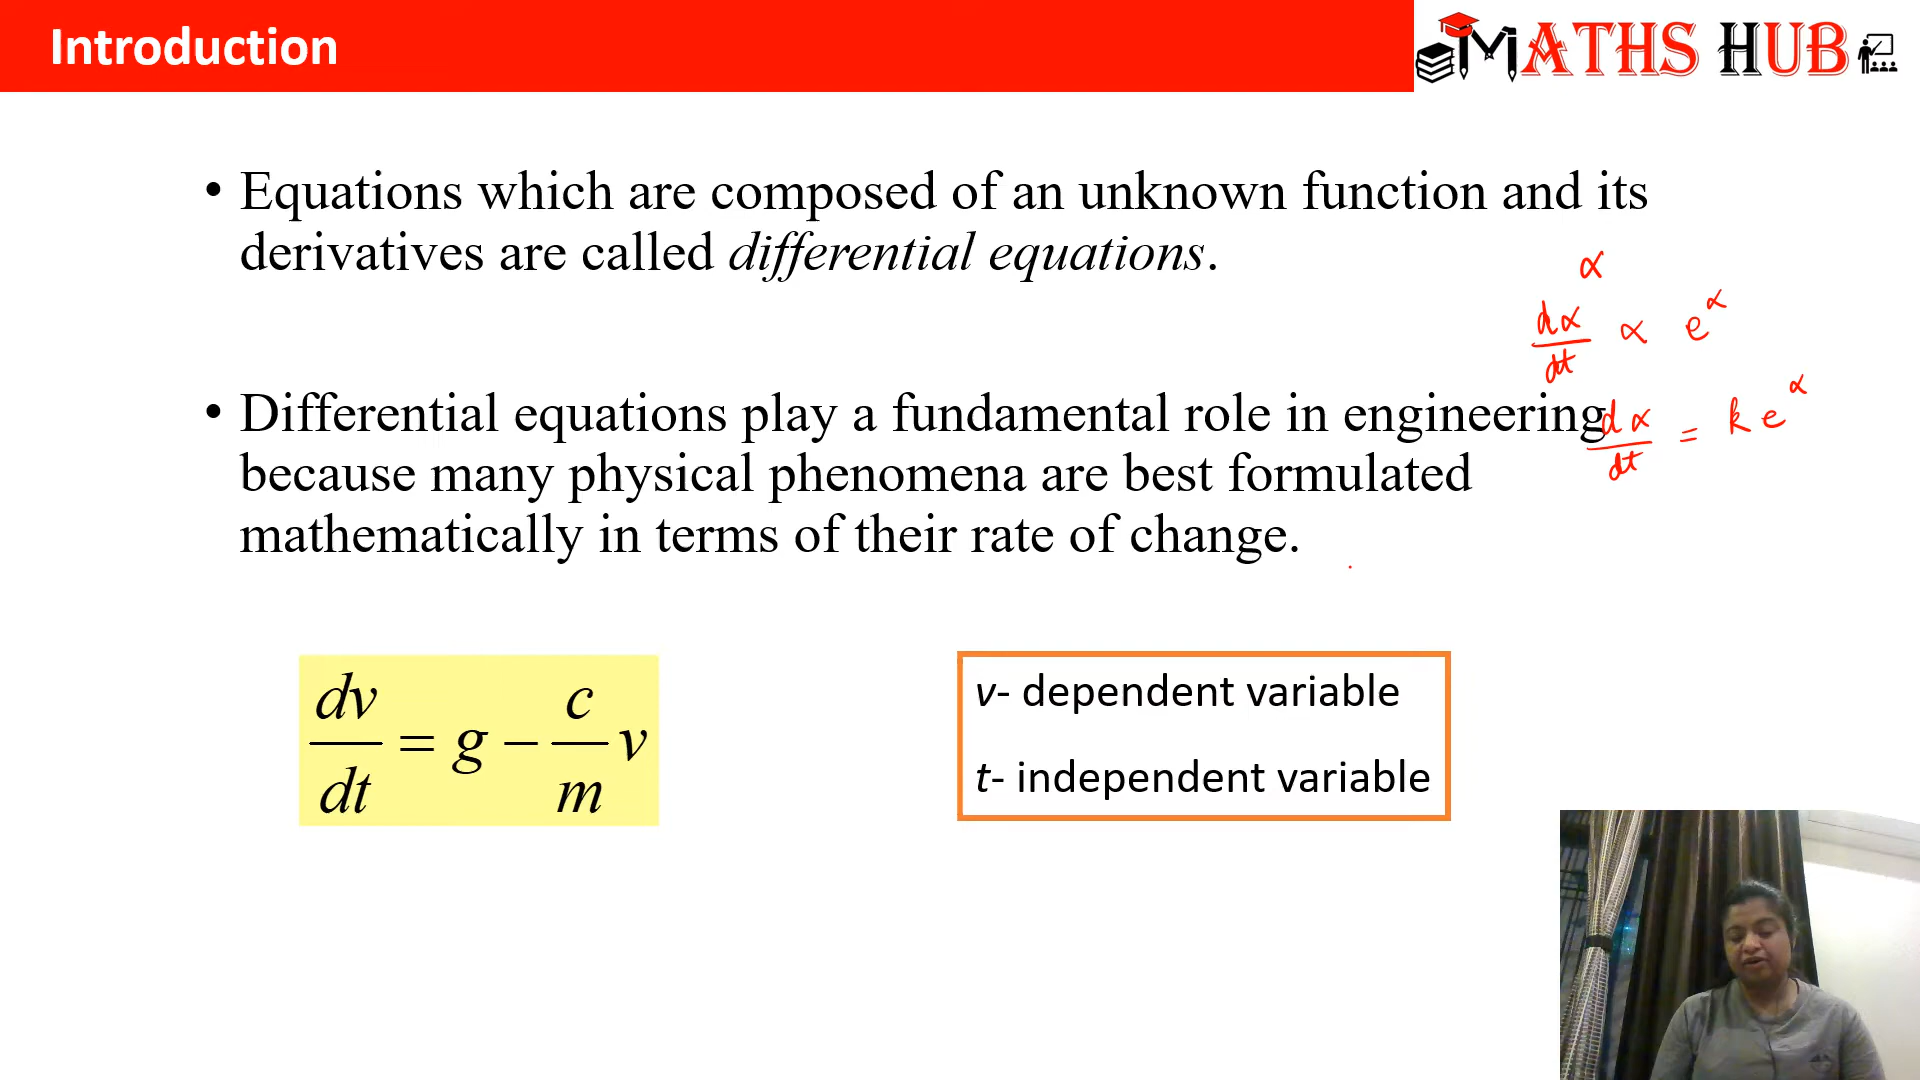 Introduction
MATHS HUB
• Equations which are composed of an unknown function and its
derivatives are called differential equations.
α
dα/dt ∝ e^α
• Differential equations play a fundamental role in engineering
because many physical phenomena are best formulated
mathematically in terms of their rate of change.
dα/dt = k e^α
dv/dt = g − c/m v
v- dependent variable
t- independent variable